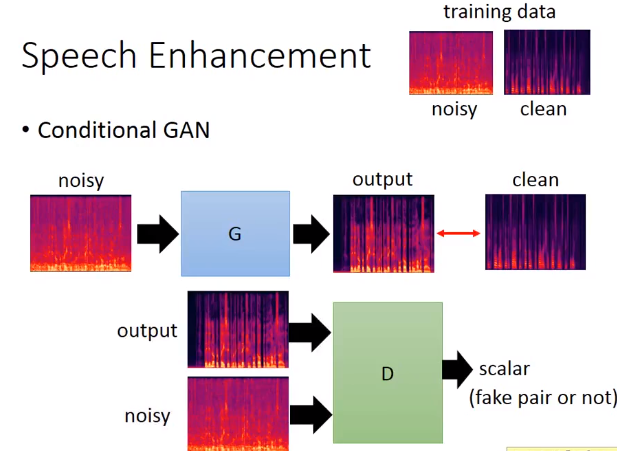 training data
Speech Enhancement
noisy clean
• Conditional GAN
noisy output clean
G
output
D
scalar
(fake pair or not)
noisy